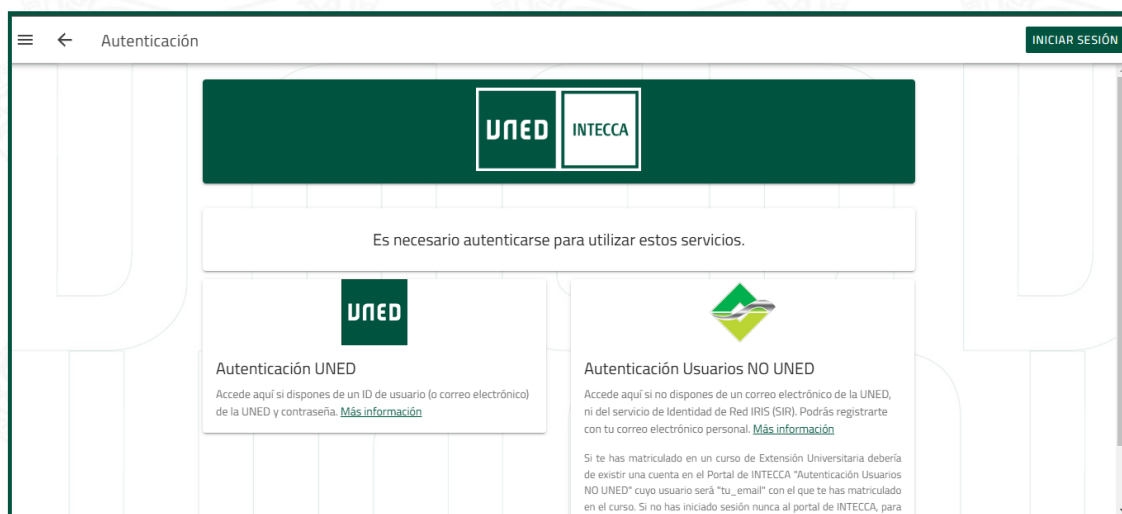 Autenticación
INICIAR SESIÓN
UNED INTECCA
Es necesario autenticarse para utilizar estos servicios.
UNED
Autenticación UNED
Accede aquí si dispones de un ID de usuario (o correo electrónico)
de la UNED y contraseña. Más información
Autenticación Usuarios NO UNED
Accede aquí si no dispones de un correo electrónico de la UNED,
ni del servicio de Identidad de Red IRIS (SIR). Podrás registrarte
con tu correo electrónico personal. Más información
Si te has matriculado en un curso de Extensión Universitaria debería
de existir una cuenta en el Portal de INTECCA "Autenticación Usuarios
NO UNED" cuyo usuario será "tu_email" con el que te has matriculado
en el curso. Si no has iniciado sesión nunca al portal de INTECCA, para